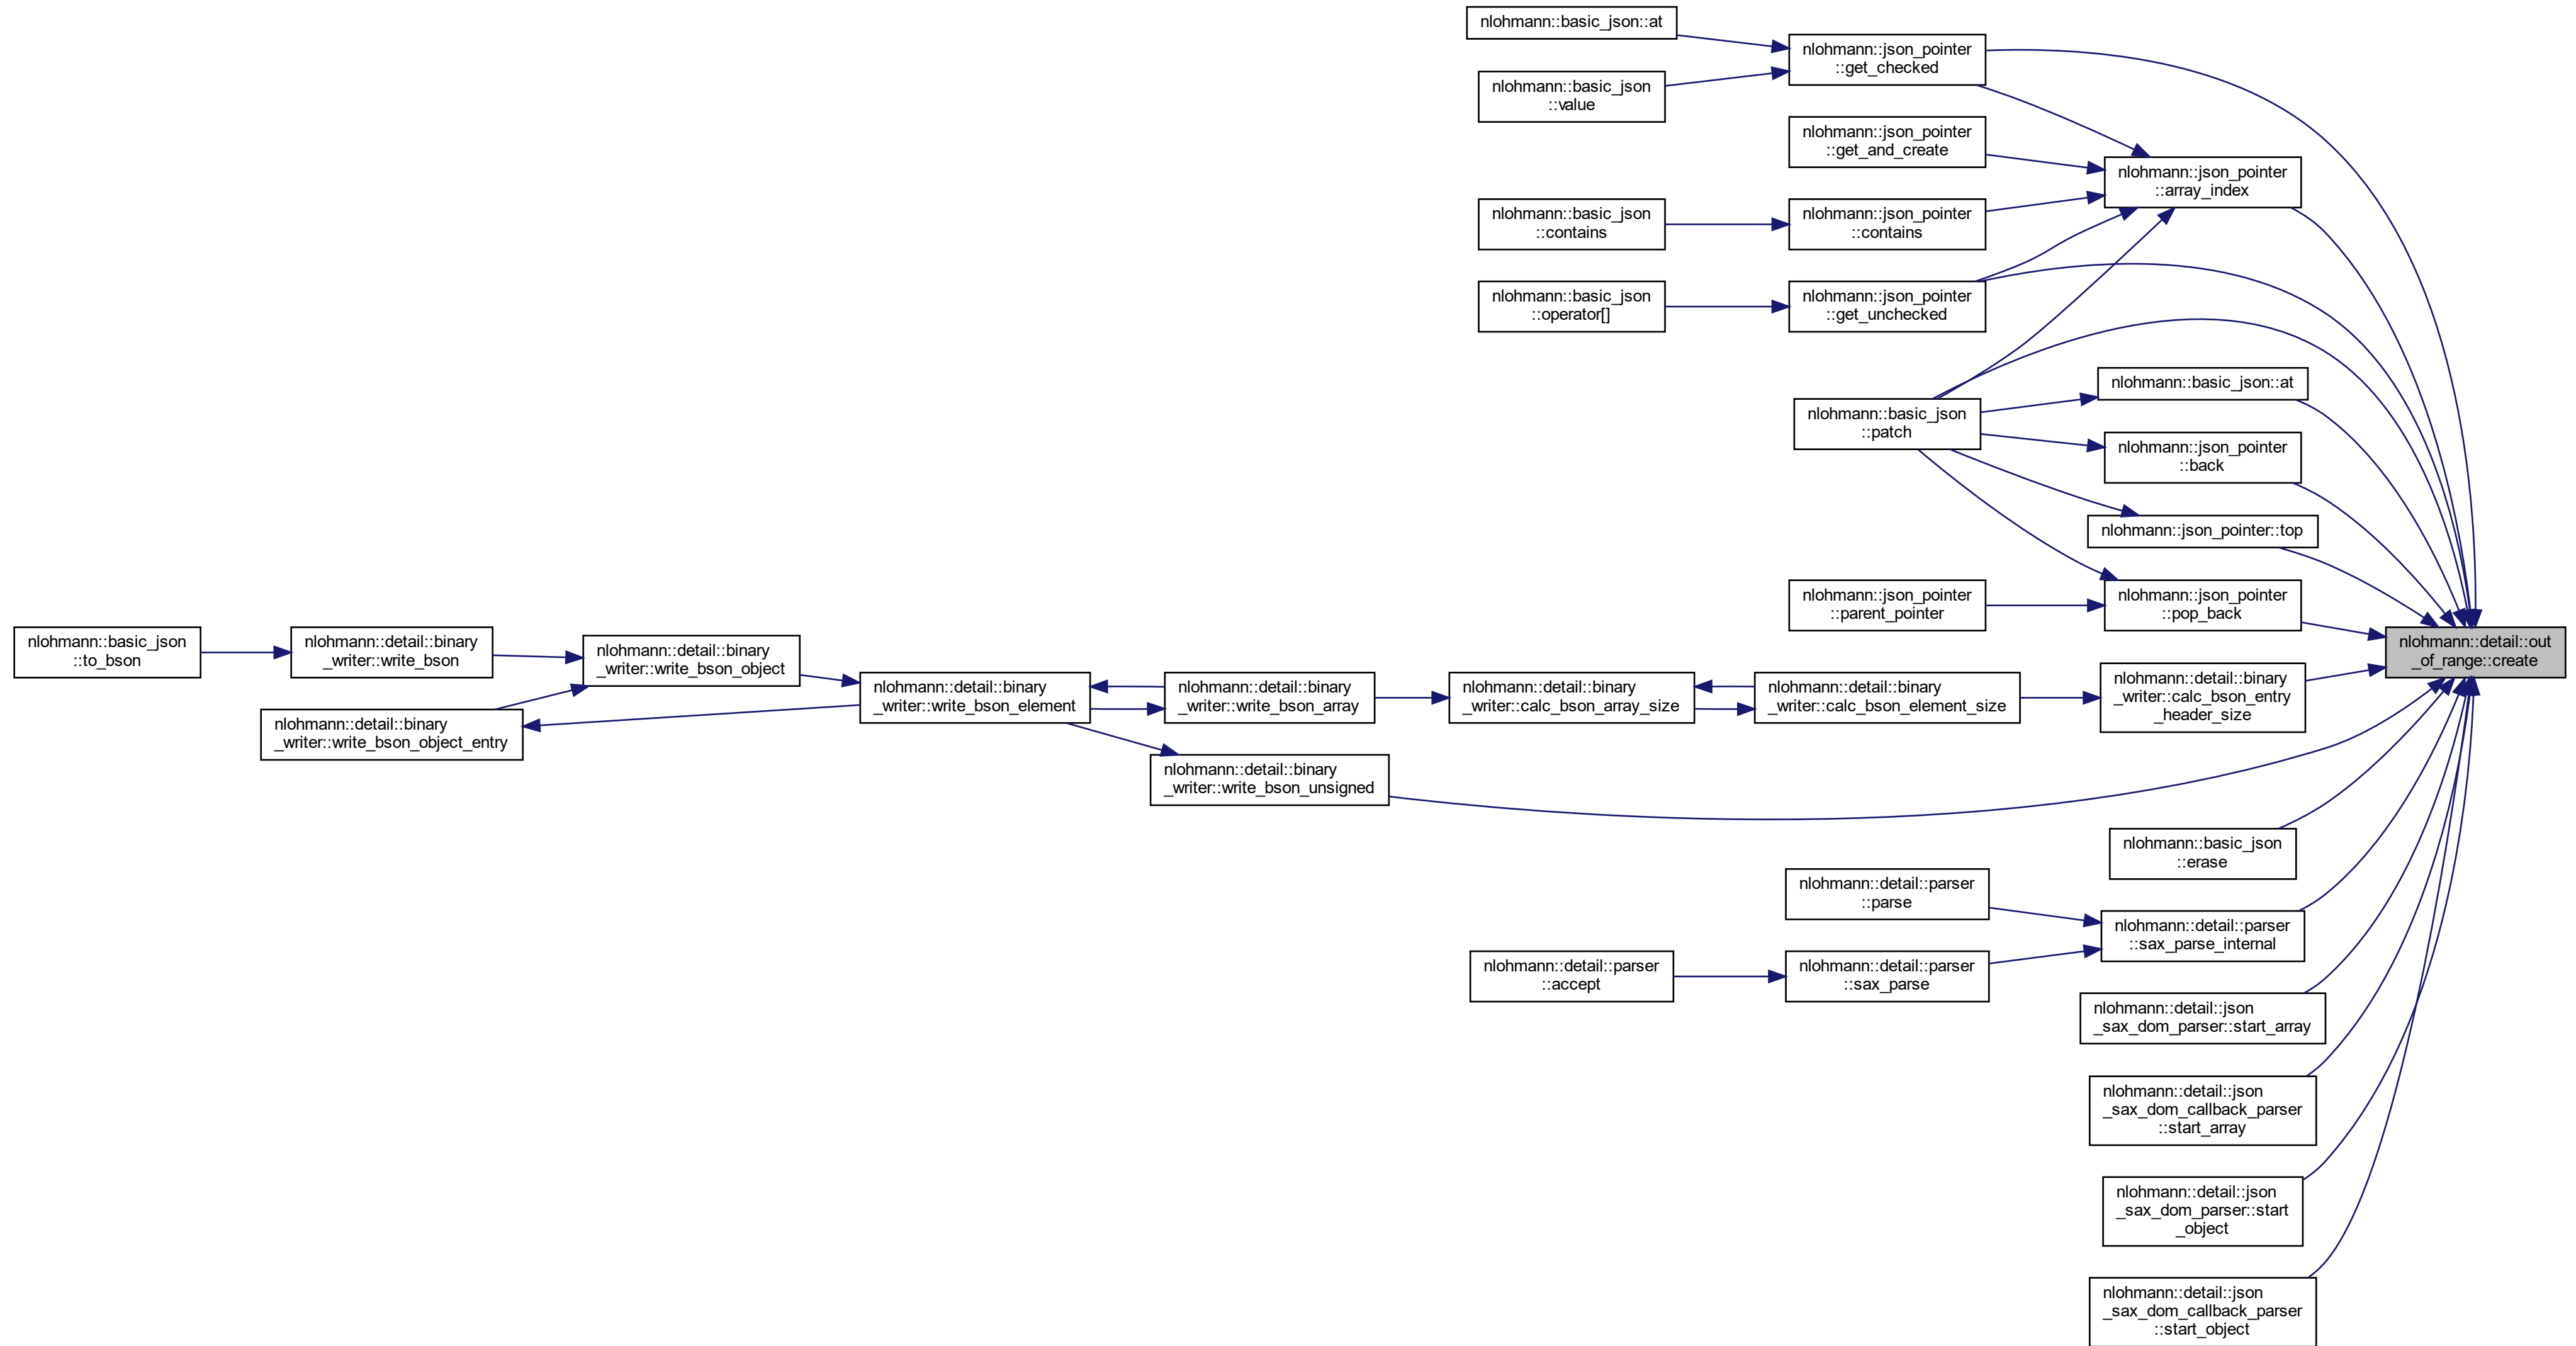 nlohmann::basic_json::at
nlohmann::json_pointer
::get_checked
nlohmann::basic_json
::value
nlohmann::json_pointer
::get_and_create
nlohmann::json_pointer
::array_index
nlohmann::basic_json
::contains
nlohmann::json_pointer
::contains
nlohmann::basic_json
::operator[]
nlohmann::json_pointer
::get_unchecked
nlohmann::basic_json::at
nlohmann::basic_json
::patch
nlohmann::json_pointer
::back
nlohmann::json_pointer::top
nlohmann::json_pointer
::parent_pointer
nlohmann::json_pointer
::pop_back
nlohmann::detail::out
_of_range::create
nlohmann::basic_json
::to_bson
nlohmann::detail::binary
_writer::write_bson
nlohmann::detail::binary
_writer::write_bson_object
nlohmann::detail::binary
_writer::write_bson_object_entry
nlohmann::detail::binary
_writer::write_bson_element
nlohmann::detail::binary
_writer::write_bson_array
nlohmann::detail::binary
_writer::calc_bson_array_size
nlohmann::detail::binary
_writer::calc_bson_element_size
nlohmann::detail::binary
_writer::calc_bson_entry
_header_size
nlohmann::detail::binary
_writer::write_bson_unsigned
nlohmann::basic_json
::erase
nlohmann::detail::parser
::parse
nlohmann::detail::parser
::sax_parse_internal
nlohmann::detail::parser
::accept
nlohmann::detail::parser
::sax_parse
nlohmann::detail::json
_sax_dom_parser::start_array
nlohmann::detail::json
_sax_dom_callback_parser
::start_array
nlohmann::detail::json
_sax_dom_parser::start
_object
nlohmann::detail::json
_sax_dom_callback_parser
::start_object